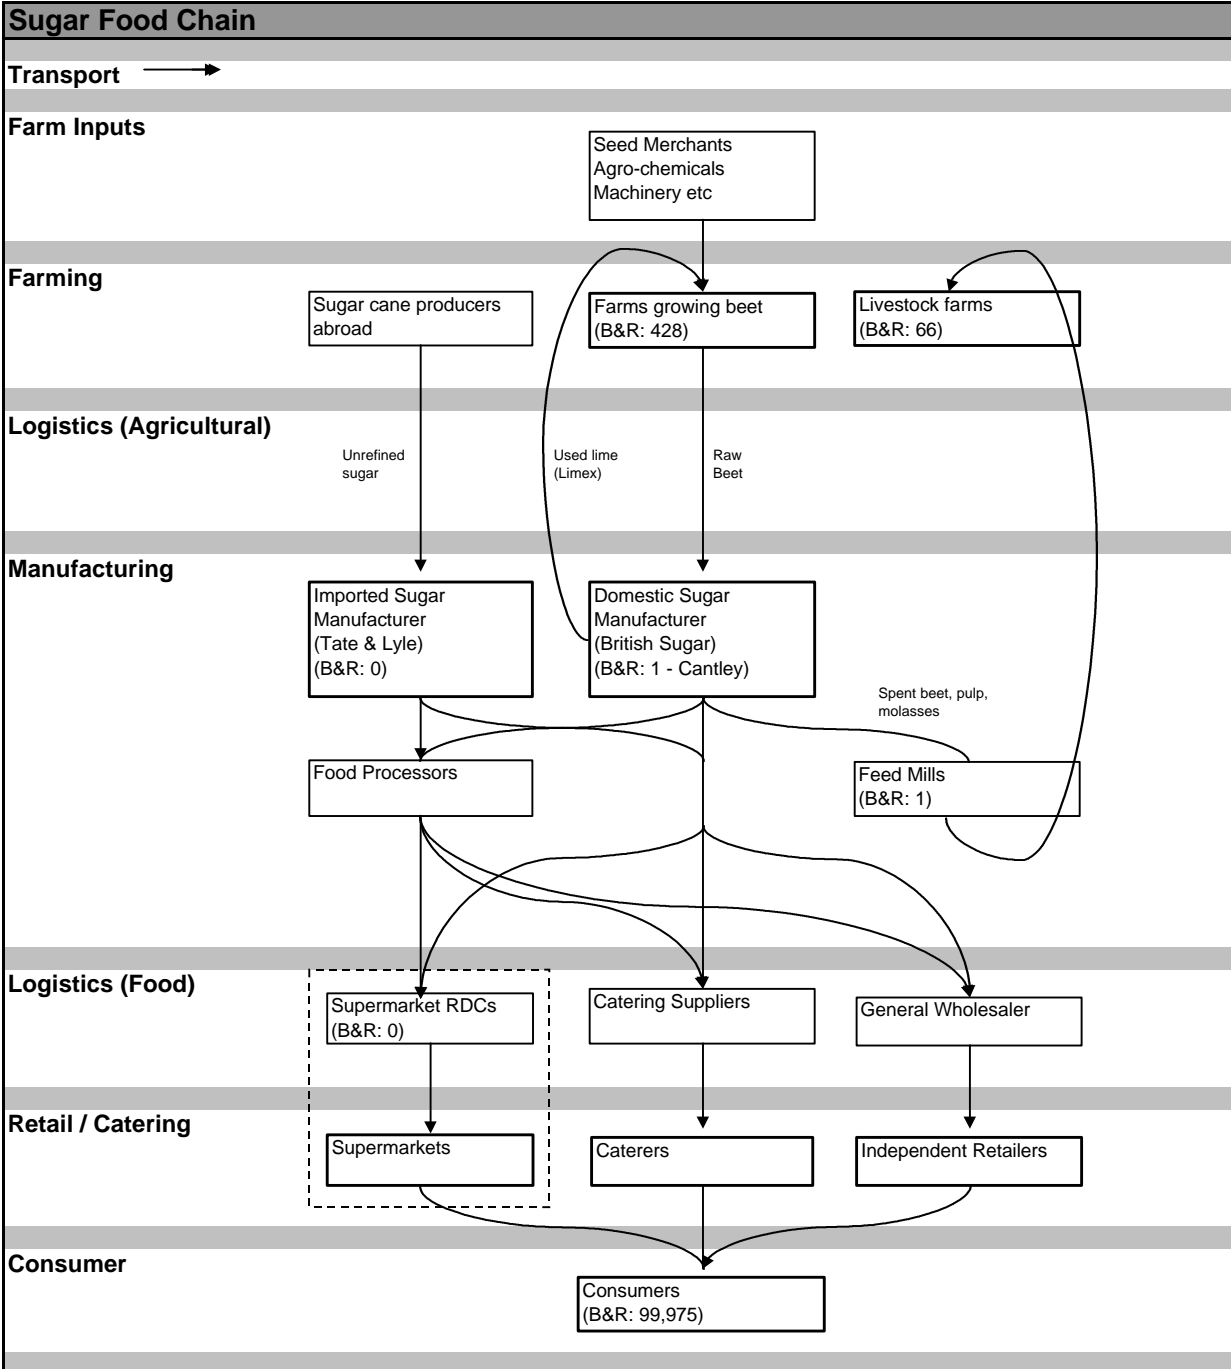 Sugar Food Chain
Transport
Farm Inputs
Seed Merchants
Agro-chemicals
Machinery etc
Farming
Sugar cane producers
abroad
Farms growing beet
(B&R: 428)
Livestock farms
(B&R: 66)
Logistics (Agricultural)
Unrefined
sugar
Used lime
(Limex)
Raw
Beet
Manufacturing
Imported Sugar
Manufacturer
(Tate & Lyle)
(B&R: 0)
Domestic Sugar
Manufacturer
(British Sugar)
(B&R: 1 - Cantley)
Spent beet, pulp,
molasses
Food Processors
Feed Mills
(B&R: 1)
Logistics (Food)
Supermarket RDCs
(B&R: 0)
Catering Suppliers
General Wholesaler
Retail / Catering
Supermarkets
Caterers
Independent Retailers
Consumer
Consumers
(B&R: 99,975)